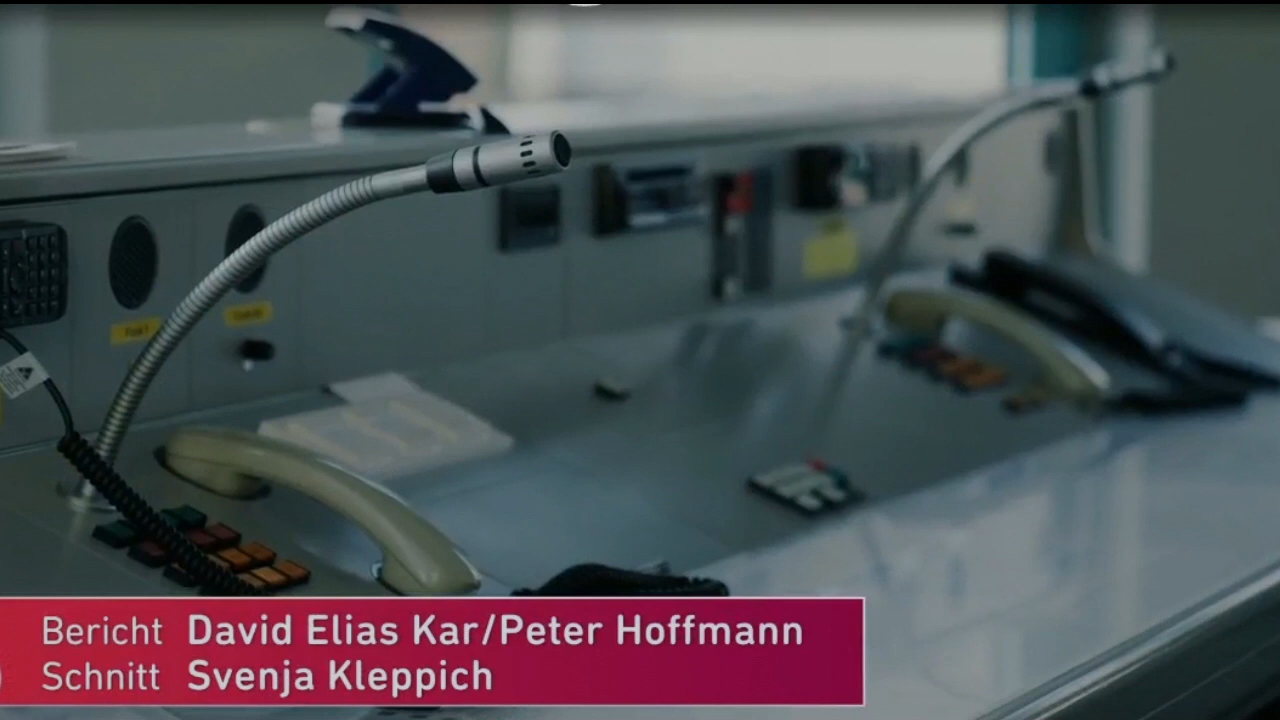 Bericht David Elias Kar/Peter Hoffmann
Schnitt Svenja Kleppich